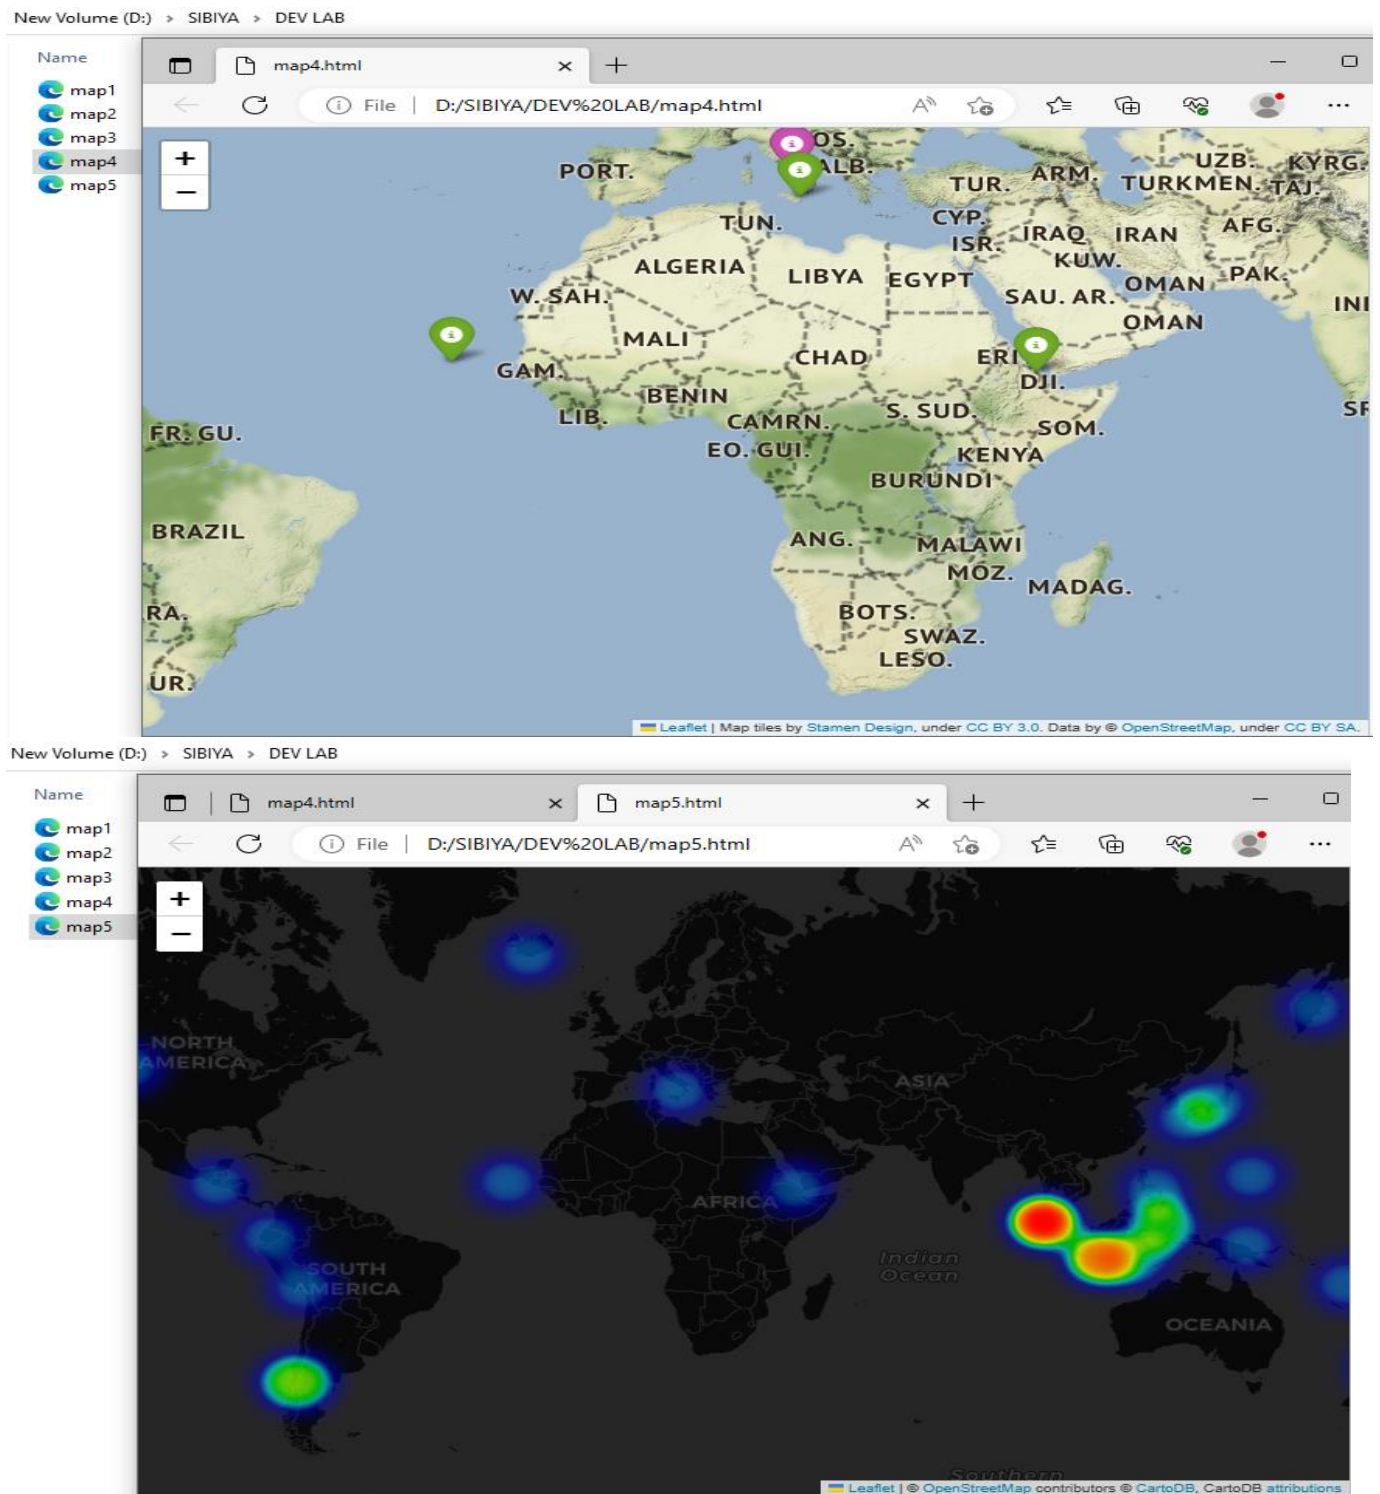 New Volume (D:) > SIBIYA > DEV LAB
Name
map1
map2
map3
map4
map5
map4.html
File | D:/SIBIYA/DEV%20LAB/map4.html
+
−
PORT.
OS.
ALB.
TUR.
ARM.
UZB.
KYRG.
TURKMEN.
TAJ.
TUN.
CYP.
ISR.
IRAQ
IRAN
AFG.
KUW.
ALGERIA
LIBYA
EGYPT
OMAN
PAK.
W. SAH.
SAU. AR.
INI
OMAN
MALI
CHAD
ERI
GAM.
DJI.
BENIN
LIB.
CAMRN.
S. SUD.
SOM.
FR. GU.
EQ. GUI.
KENYA
BURUNDI
BRAZIL
ANG.
MALAWI
MOZ.
MADAG.
RA.
BOTS.
SWAZ.
LESO.
UR.
Leaflet | Map tiles by Stamen Design, under CC BY 3.0. Data by © OpenStreetMap, under CC BY SA.
New Volume (D:) > SIBIYA > DEV LAB
Name
map1
map2
map3
map4
map5
map4.html
map5.html
File | D:/SIBIYA/DEV%20LAB/map5.html
+
−
NORTH
AMERICA
ASIA
AFRICA
Indian
Ocean
SOUTH
AMERICA
OCEANIA
Southern
Leaflet | © OpenStreetMap contributors © CartoDB, CartoDB attributions